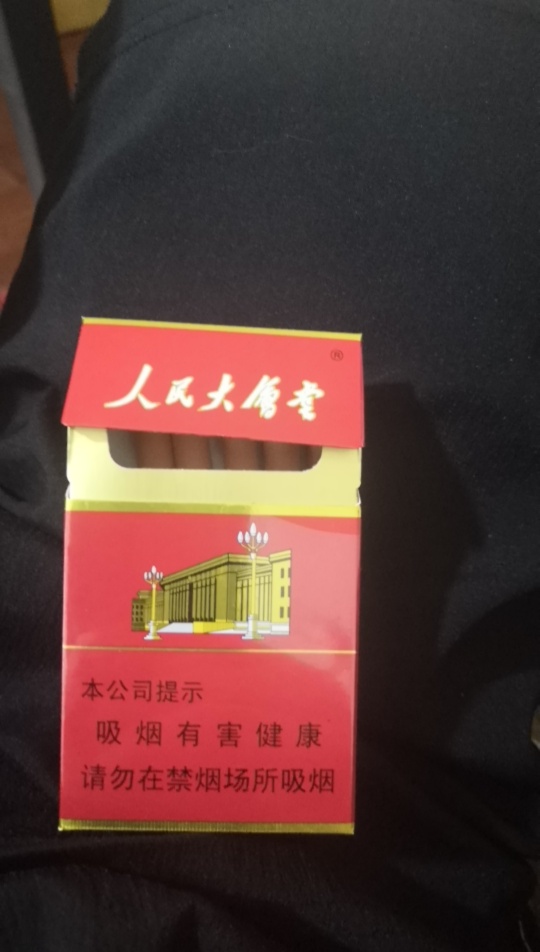 人民大會堂®
本公司提示
吸烟有害健康
请勿在禁烟场所吸烟